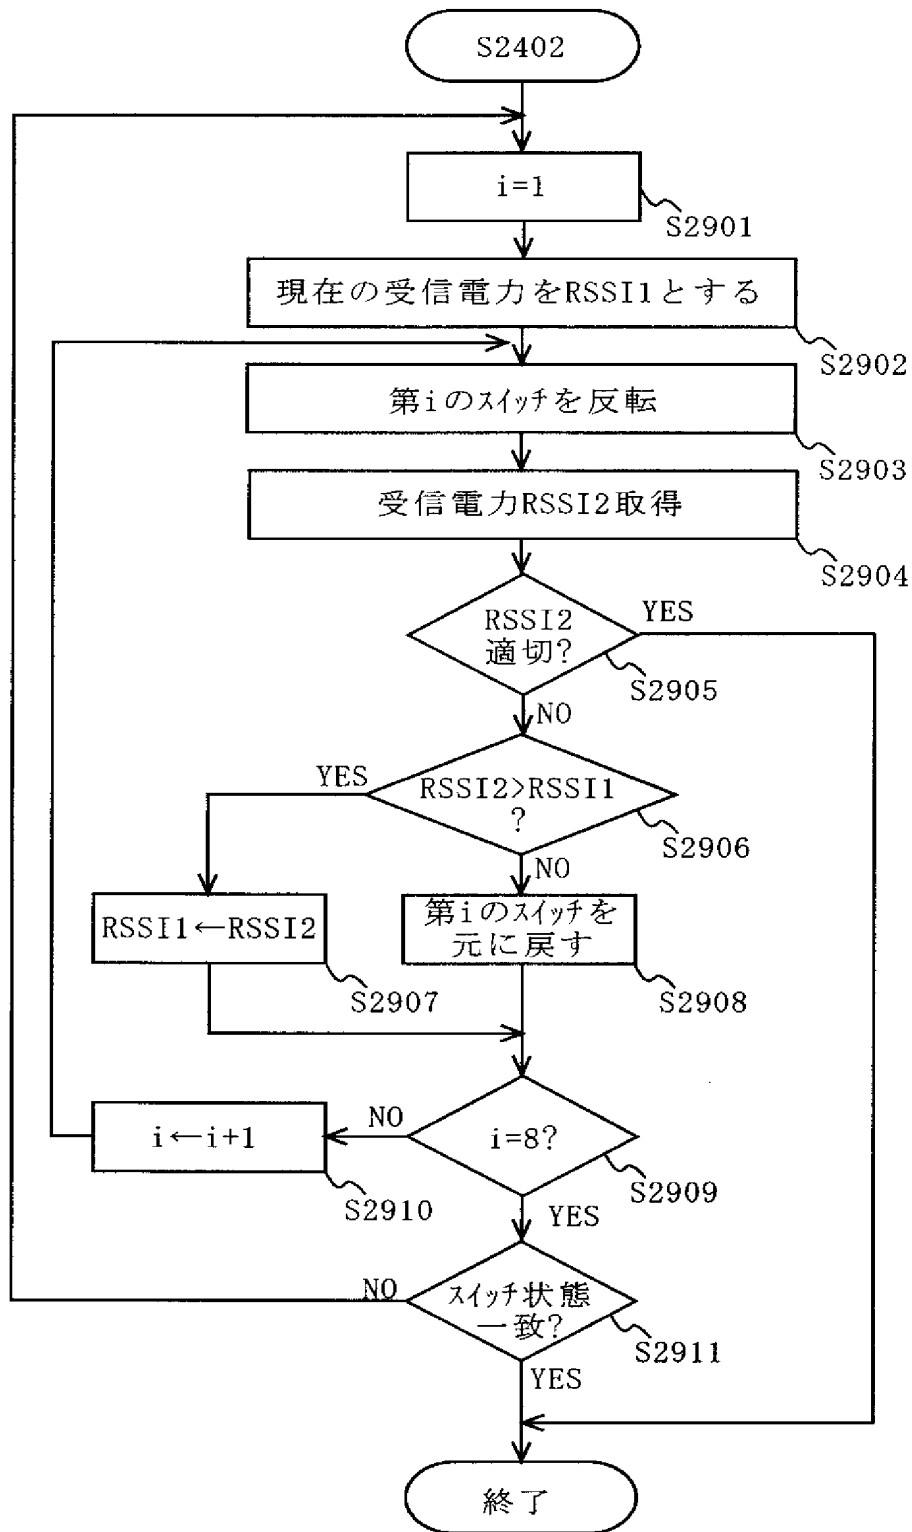 S2402
i=1
S2901
現在の受信電力をRSSI1とする
S2902
第iのスイッチを反転
S2903
受信電力RSSI2取得
S2904
RSSI2
適切?
YES
S2905
NO
RSSI2>RSSI1
?
YES
S2906
NO
RSSI1←RSSI2
S2907
第iのスイッチを
元に戻す
S2908
i=8?
NO
S2909
i←i+1
S2910
YES
スイッチ状態
一致?
NO
S2911
YES
終了